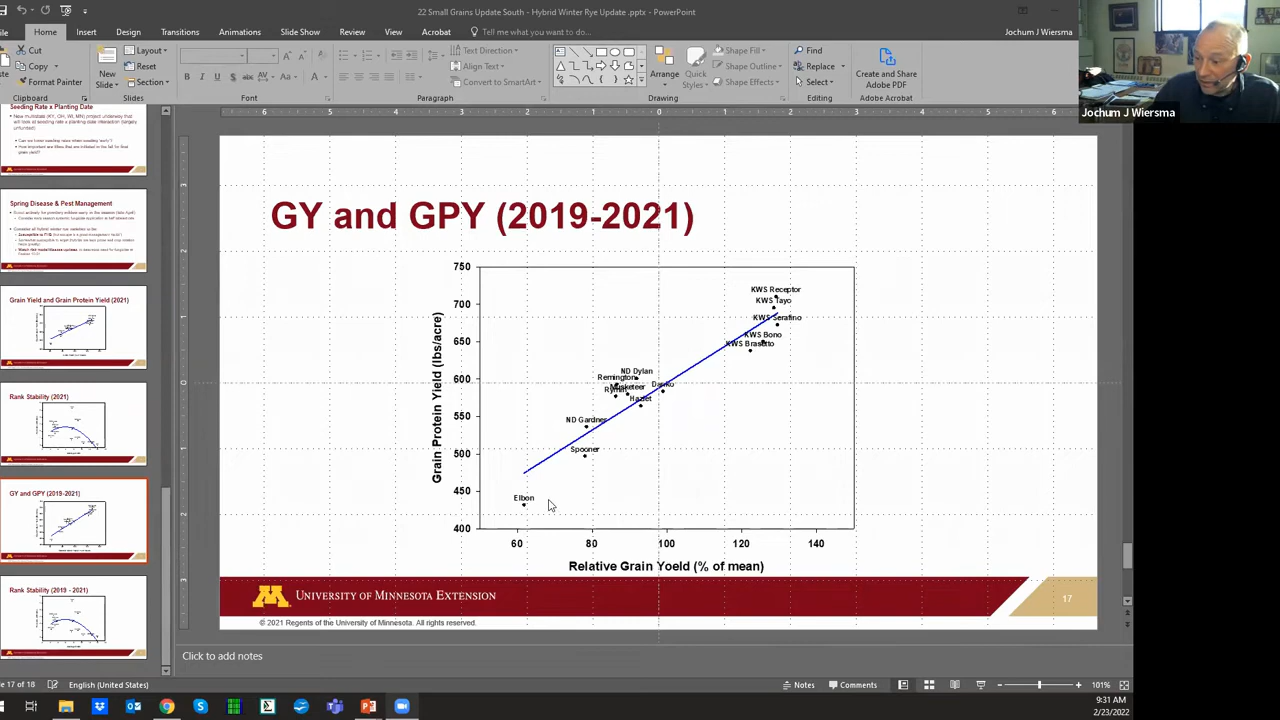 22 Small Grains Update South - Hybrid Winter Rye Update .pptx - PowerPoint
Jochum J Wiersma
File Home Insert Design Transitions Animations Slide Show Review View Acrobat Tell me what you want to do...
Cut
Copy
Format Painter
Clipboard
New Slide
Layout
Reset
Section
Slides
Font
Text Direction
Align Text
Convert to SmartArt
Paragraph
Arrange
Quick Styles
Shape Fill
Shape Outline
Shape Effects
Drawing
Find
Replace
Select
Editing
Create and Share Adobe PDF
Adobe Acrobat
Jochum J Wiersma
Seeding Rate x Planting Date
Spring Disease & Pest Management
Grain Yield and Grain Protein Yield (2021)
Rank Stability (2021)
GY and GPY (2019-2021)
Rank Stability (2019 - 2021)
GY and GPY (2019-2021)
Grain Protein Yield (lbs/acre)
750
700
650
600
550
500
450
400
KWS Receptor
KWS Tayo
KWS Serafino
KWS Bono
KWS Brasetto
ND Dylan
Remington
Musketeer
Danko
Rymin
Hazlet
ND Gardner
Spooner
Elbon
60 80 100 120 140
Relative Grain Yoeld (% of mean)
UNIVERSITY OF MINNESOTA EXTENSION
17
© 2021 Regents of the University of Minnesota. All rights reserved.
Click to add notes
17 of 18 English (United States) Notes Comments 101%
9:31 AM
2/23/2022